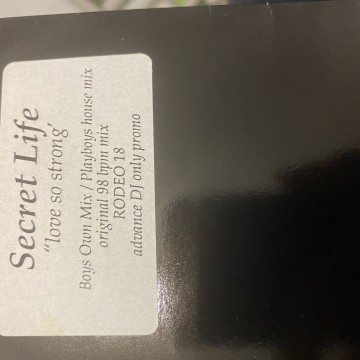 Secret Life
"love so strong'
Boys Own Mix / Playboys house mix
original 98 bpm mix
RODEO 18
advance DJ only promo